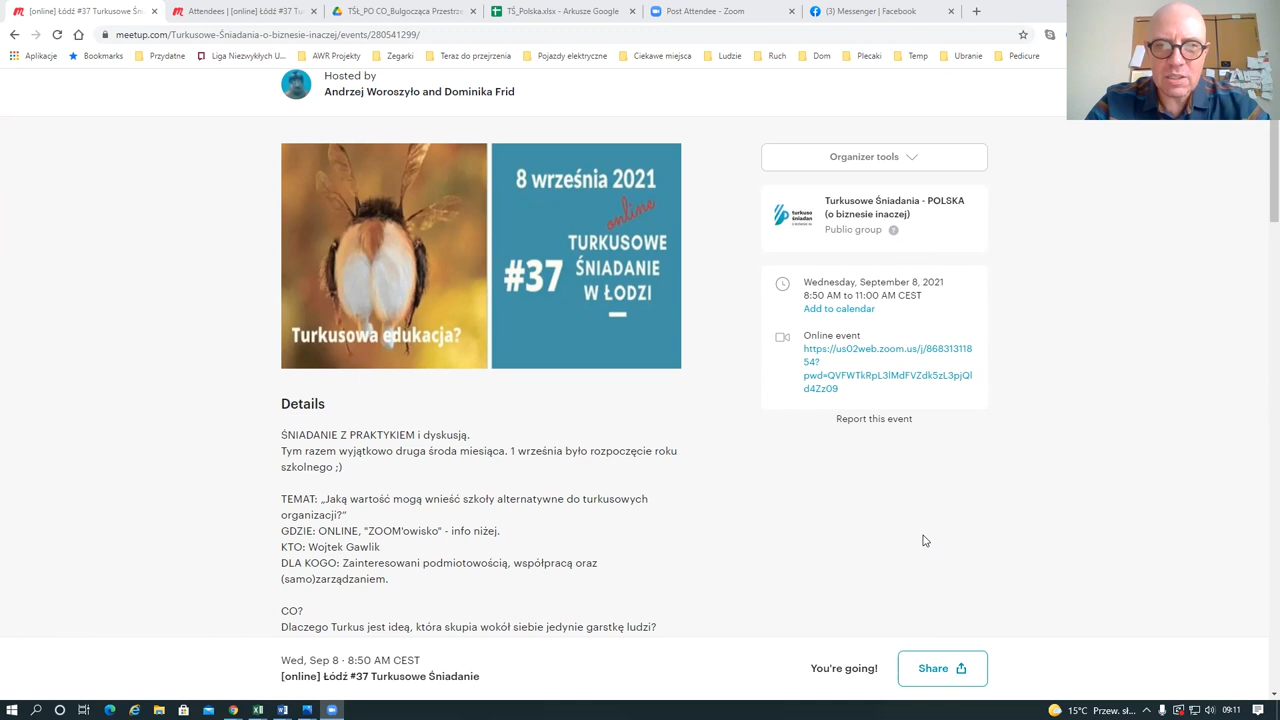 [online] Łódź #37 Turkusowe Śn
Attendees | [online] Łódź #37 Tu
TŚŁ_PO CO_Bulgocząca Przestrze
TŚ_Polska.xlsx - Arkusze Google
Post Attendee - Zoom
(3) Messenger | Facebook
meetup.com/Turkusowe-Śniadania-o-biznesie-inaczej/events/280541299/
Aplikacje
Bookmarks
Przydatne
Liga Niezwykłych U...
AWR Projekty
Zegarki
Teraz do przejrzenia
Pojazdy elektryczne
Ciekawe miejsca
Ludzie
Ruch
Dom
Plecaki
Temp
Ubranie
Pedicure
Hosted by
Andrzej Woroszyło and Dominika Frid
8 września 2021
online
TURKUSOWE
#37 ŚNIADANIE
W ŁODZI
Turkusowa edukacja?
Organizer tools
turkuso
śniadan
Turkusowe Śniadania - POLSKA
(o biznesie inaczej)
Public group ?
Wednesday, September 8, 2021
8:50 AM to 11:00 AM CEST
Add to calendar
Online event
https://us02web.zoom.us/j/868313118
54?
pwd=QVFWTkRpL3lMdFVZdk5zL3pjQl
d4Zz09
Report this event
Details
ŚNIADANIE Z PRAKTYKIEM i dyskusją.
Tym razem wyjątkowo druga środa miesiąca. 1 września było rozpoczęcie roku
szkolnego ;)
TEMAT: „Jaką wartość mogą wnieść szkoły alternatywne do turkusowych
organizacji?”
GDZIE: ONLINE, "ZOOM'owisko" - info niżej.
KTO: Wojtek Gawlik
DLA KOGO: Zainteresowani podmiotowością, współpracą oraz
(samo)zarządzaniem.
CO?
Dlaczego Turkus jest ideą, która skupia wokół siebie jedynie garstkę ludzi?
Wed, Sep 8 · 8:50 AM CEST
[online] Łódź #37 Turkusowe Śniadanie
You're going!
Share
15°C Przew. sł...
09:11